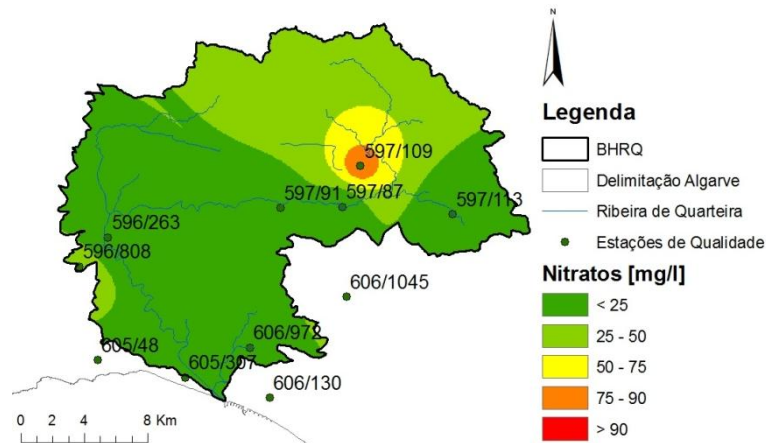 N
597/109
597/91
597/87
597/113
596/263
596/808
606/1045
606/972
605/48
605/307
606/130
0 2 4 8 Km
Legenda
BHRQ
Delimitação Algarve
Ribeira de Quarteira
Estações de Qualidade
Nitratos [mg/l]
< 25
25 - 50
50 - 75
75 - 90
> 90